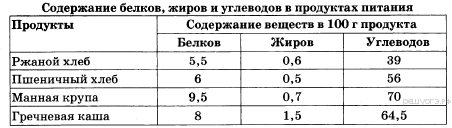 Содержание белков, жиров и углеводов в продуктах питания
Продукты Содержание веществ в 100 г продукта
Белков Жиров Углеводов
Ржаной хлеб 5,5 0,6 39
Пшеничный хлеб 6 0,5 56
Манная крупа 9,5 0,7 70
Гречневая каша 8 1,5 64,5